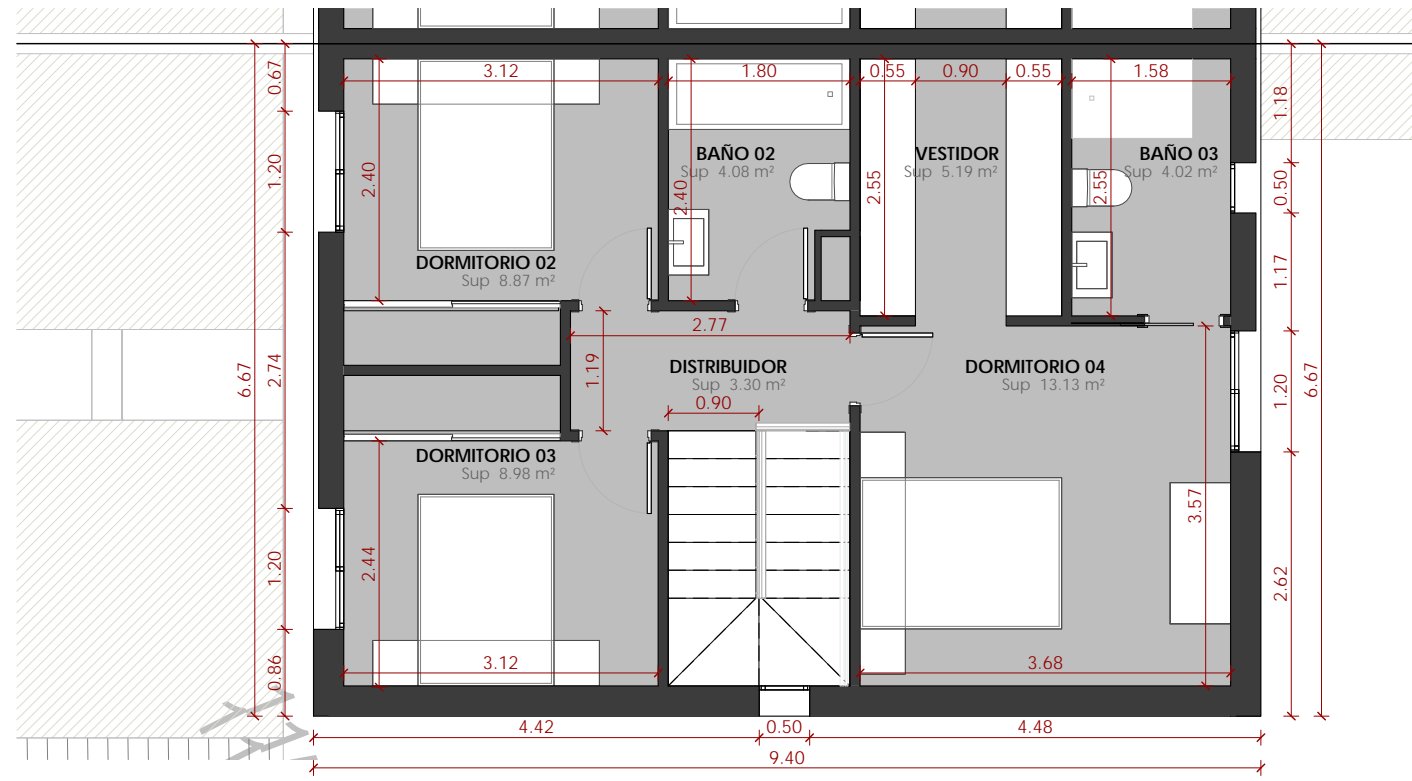 3.12
1.80
0.55
0.90
0.55
1.58
0.67
1.18
1.20
2.40
BAÑO 02
Sup 4.08 m²
2.40
VESTIDOR
Sup 5.19 m²
2.55
BAÑO 03
Sup 4.02 m²
2.55
0.50
DORMITORIO 02
Sup 8.87 m²
1.17
2.77
6.67
2.74
1.19
DISTRIBUIDOR
Sup 3.30 m²
0.90
DORMITORIO 04
Sup 13.13 m²
1.20
6.67
DORMITORIO 03
Sup 8.98 m²
3.57
2.44
1.20
2.62
3.12
3.68
0.86
4.42
0.50
4.48
9.40